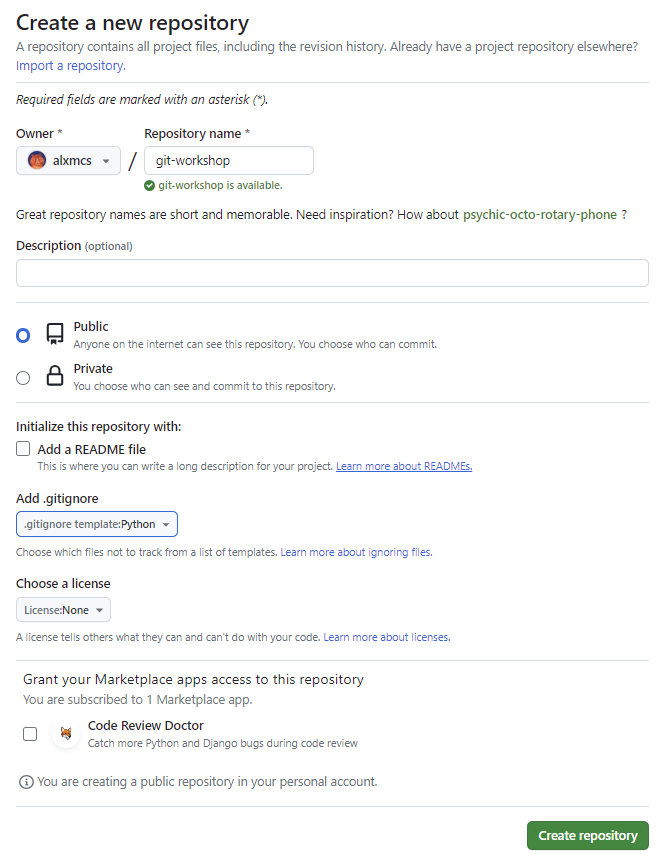 Create a new repository
A repository contains all project files, including the revision history. Already have a project repository elsewhere?
Import a repository.
Required fields are marked with an asterisk (*).
Owner * Repository name *
alxmcs / git-workshop
git-workshop is available.
Great repository names are short and memorable. Need inspiration? How about psychic-octo-rotary-phone ?
Description (optional)
Public
Anyone on the internet can see this repository. You choose who can commit.
Private
You choose who can see and commit to this repository.
Initialize this repository with:
Add a README file
This is where you can write a long description for your project. Learn more about READMEs.
Add .gitignore
.gitignore template:Python
Choose which files not to track from a list of templates. Learn more about ignoring files.
Choose a license
License:None
A license tells others what they can and can't do with your code. Learn more about licenses.
Grant your Marketplace apps access to this repository
You are subscribed to 1 Marketplace app.
Code Review Doctor
Catch more Python and Django bugs during code review
You are creating a public repository in your personal account.
Create repository